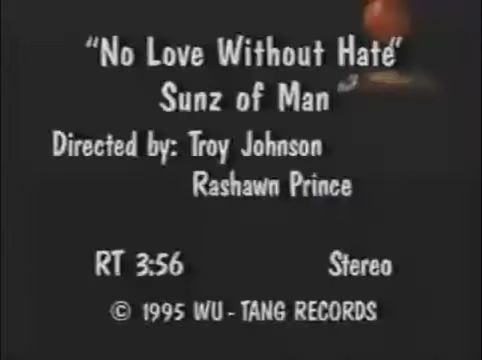 "No Love Without Hate"
Sunz of Man
Directed by: Troy Johnson
Rashawn Prince
RT 3:56
Stereo
© 1995 WU-TANG RECORDS